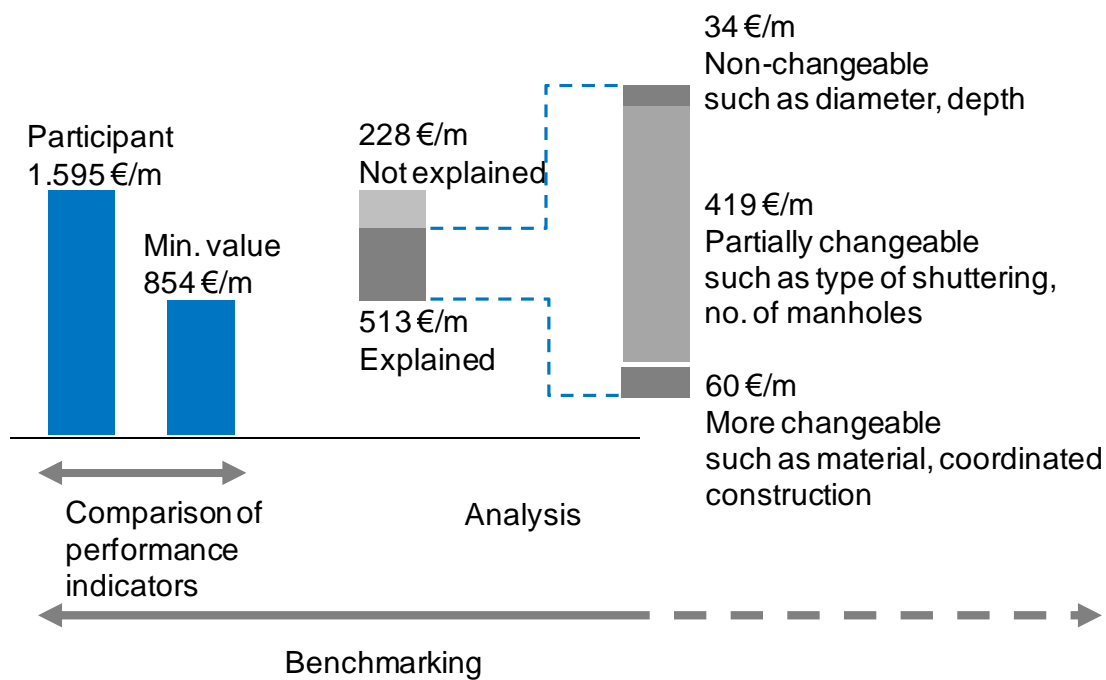 Participant
1.595 €/m
Min. value
854 €/m
228 €/m
Not explained
513 €/m
Explained
34 €/m
Non-changeable
such as diameter, depth
419 €/m
Partially changeable
such as type of shuttering,
no. of manholes
60 €/m
More changeable
such as material, coordinated
construction
Comparison of
performance
indicators
Analysis
Benchmarking